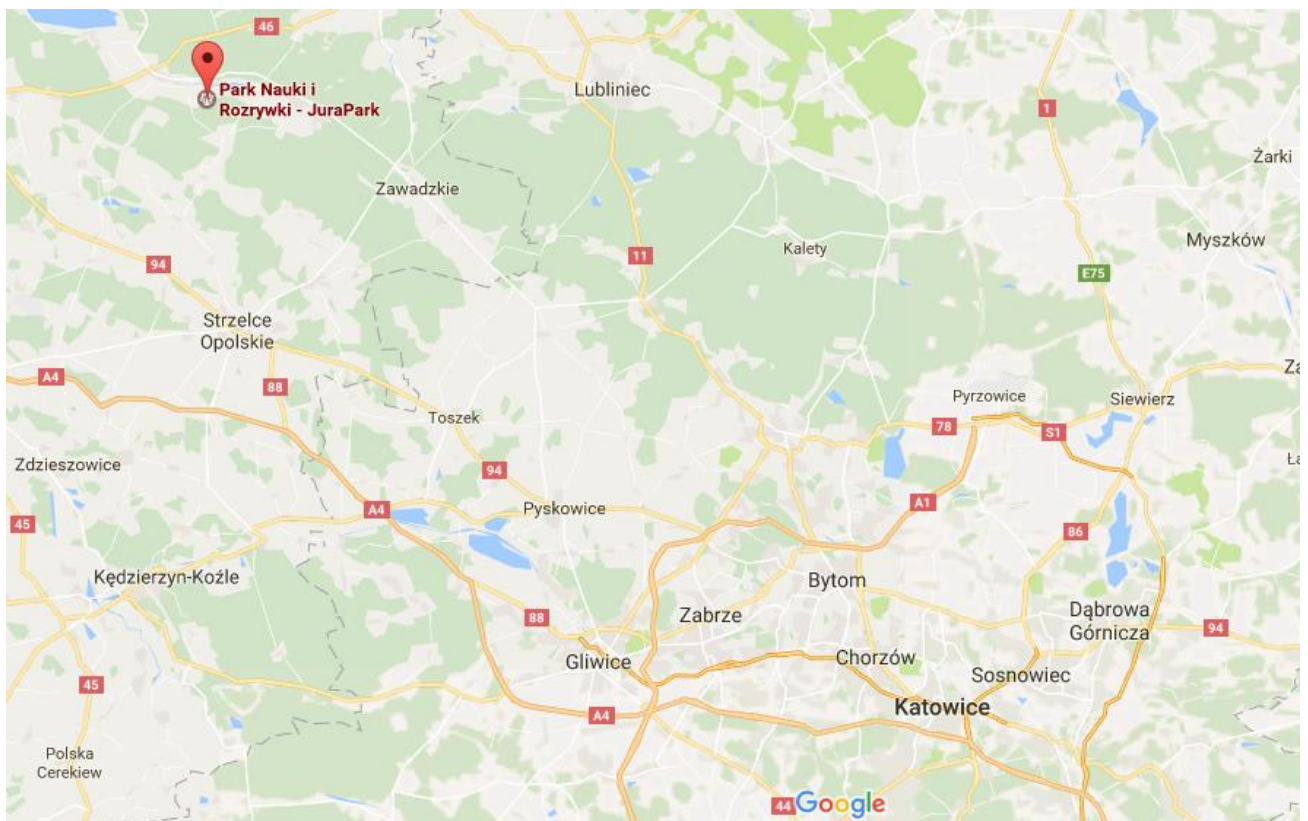 46
Park Nauki i
Rozrywki - JuraPark
Lubliniec
1
Żarki
Zawadzkie
Kalety
Myszków
94
11
E75
Strzelce
Opolskie
A4
88
Za
Toszek
Pyrzowice
Siewierz
78
S1
Zdzieszowice
94
Ła
A4
Pyskowice
A1
45
86
Kędzierzyn-Koźle
Bytom
88
Zabrze
Dąbrowa
Górnicza
94
Gliwice
Chorzów
Sosnowiec
45
A4
Katowice
Polska
Cerekiew
44
Google